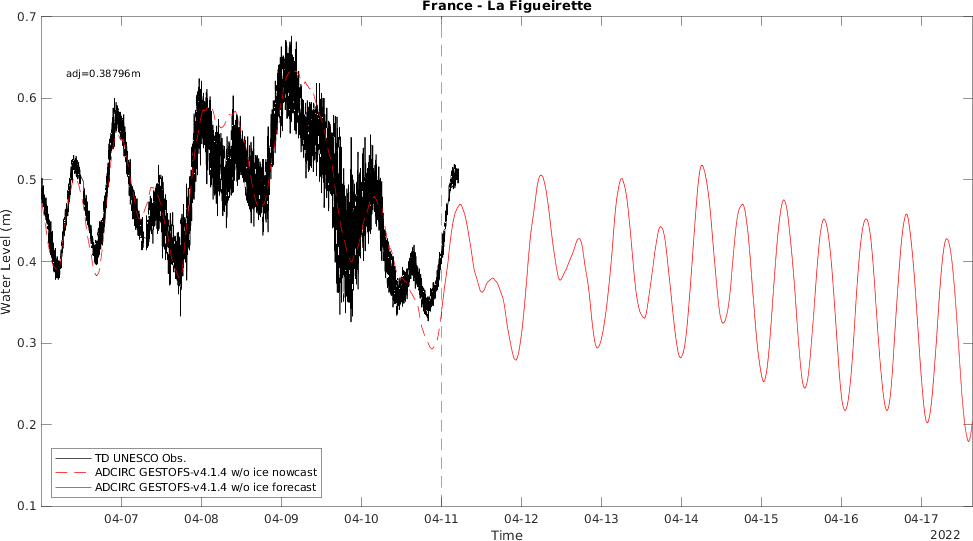 France - La Figueirette
0.7
0.6
0.5
0.4
0.3
0.2
0.1
Water Level (m)
adj=0.38796m
TD UNESCO Obs.
ADCIRC GESTOFS-v4.1.4 w/o ice nowcast
ADCIRC GESTOFS-v4.1.4 w/o ice forecast
04-07 04-08 04-09 04-10 04-11 04-12 04-13 04-14 04-15 04-16 04-17
Time
2022